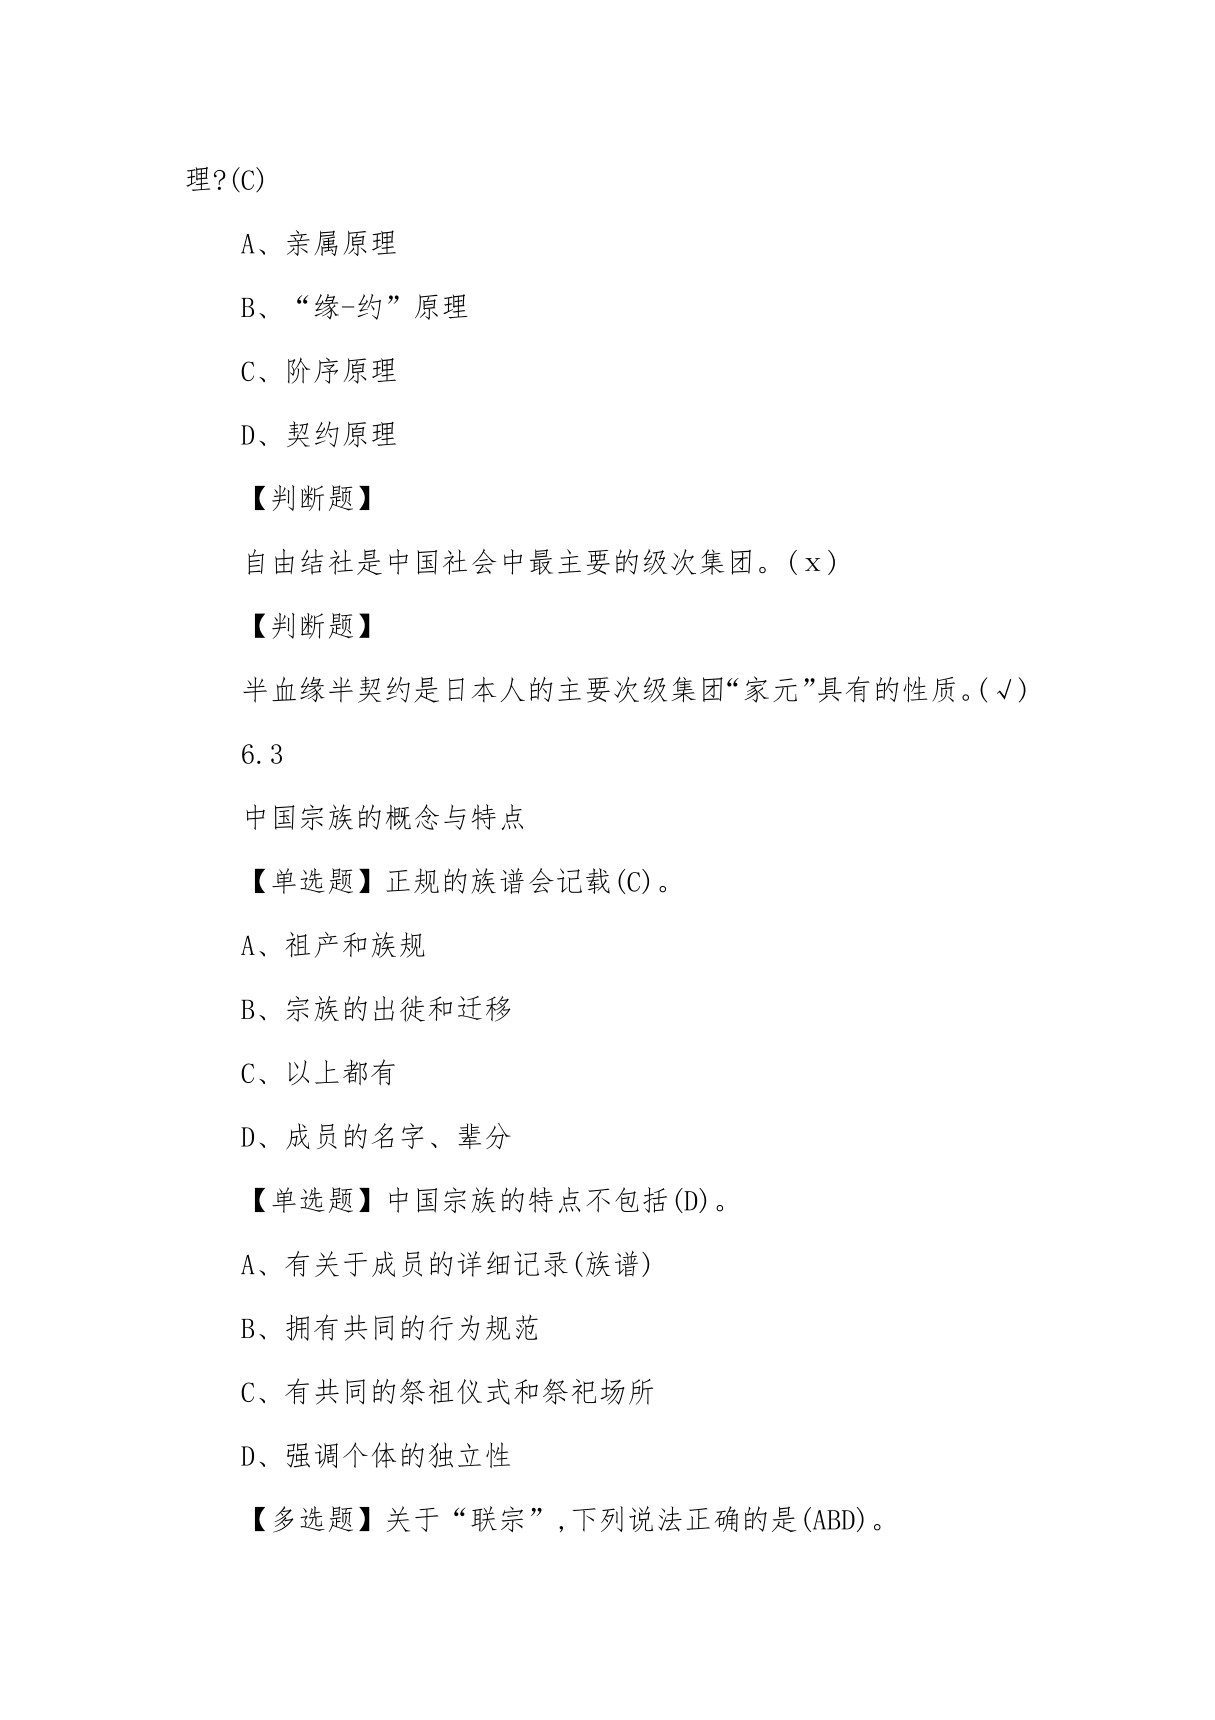 理?(C)
A、亲属原理
B、“缘-约”原理
C、阶序原理
D、契约原理
【判断题】
自由结社是中国社会中最主要的级次集团。(x)
【判断题】
半血缘半契约是日本人的主要次级集团“家元”具有的性质。(√)
6.3
中国宗族的概念与特点
【单选题】正规的族谱会记载(C)。
A、祖产和族规
B、宗族的出徙和迁移
C、以上都有
D、成员的名字、辈分
【单选题】中国宗族的特点不包括(D)。
A、有关于成员的详细记录(族谱)
B、拥有共同的行为规范
C、有共同的祭祖仪式和祭祀场所
D、强调个体的独立性
【多选题】关于“联宗”,下列说法正确的是(ABD)。